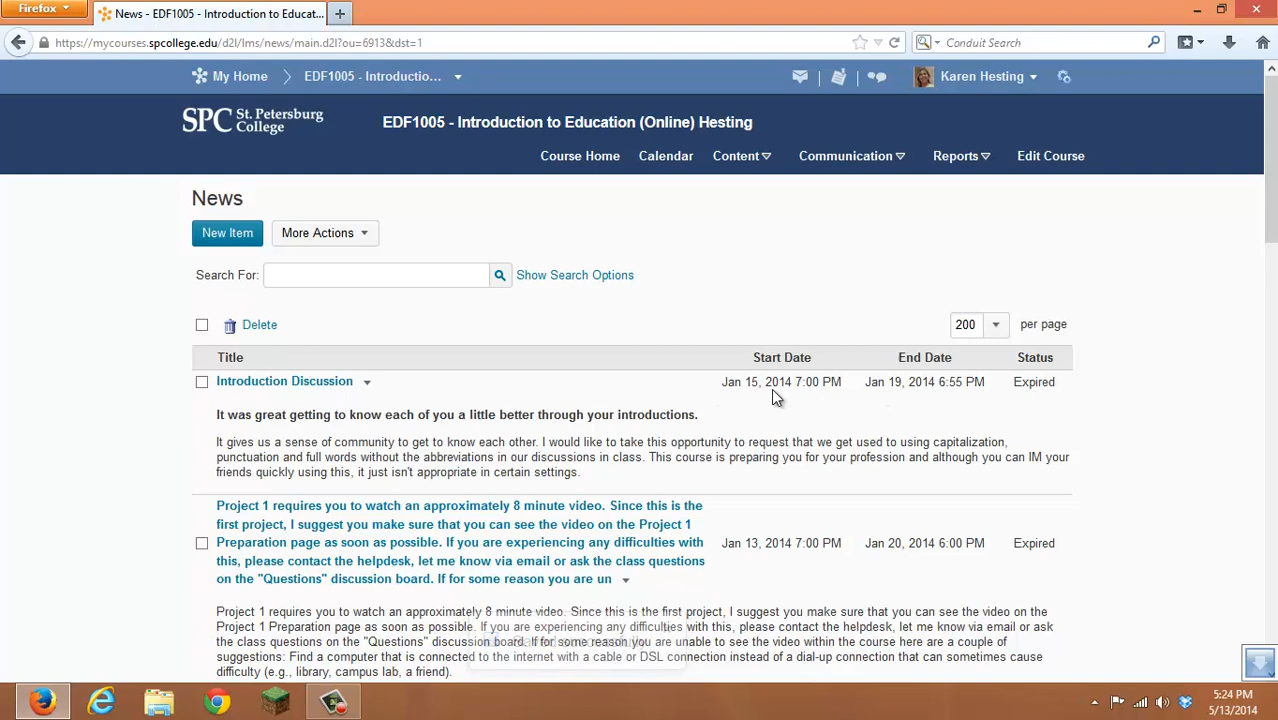 Firefox
News - EDF1005 - Introduction to Educat...
https://mycourses.spcollege.edu/d2l/lms/news/main.d2l?ou=6913&dst=1
Conduit Search
My Home
EDF1005 - Introductio...
Karen Hesting
SPC St. Petersburg College
EDF1005 - Introduction to Education (Online) Hesting
Course Home Calendar Content Communication Reports Edit Course
News
New Item More Actions
Search For: Show Search Options
Delete 200 per page
Title Start Date End Date Status
Introduction Discussion Jan 15, 2014 7:00 PM Jan 19, 2014 6:55 PM Expired
It was great getting to know each of you a little better through your introductions.
It gives us a sense of community to get to know each other. I would like to take this opportunity to request that we get used to using capitalization,
punctuation and full words without the abbreviations in our discussions in class. This course is preparing you for your profession and although you can IM your
friends quickly using this, it just isn't appropriate in certain settings.
Project 1 requires you to watch an approximately 8 minute video. Since this is the
first project, I suggest you make sure that you can see the video on the Project 1
Preparation page as soon as possible. If you are experiencing any difficulties with Jan 13, 2014 7:00 PM Jan 20, 2014 6:00 PM Expired
this, please contact the helpdesk, let me know via email or ask the class questions
on the "Questions" discussion board. If for some reason you are un
Project 1 requires you to watch an approximately 8 minute video. Since this is the first project, I suggest you make sure that you can see the video on the
Project 1 Preparation page as soon as possible. If you are experiencing any difficulties with this, please contact the helpdesk, let me know via email or ask
the class questions on the "Questions" discussion board. If for some reason you are unable to see the video within the course here are a couple of
suggestions: Find a computer that is connected to the internet with a cable or DSL connection instead of a dial-up connection that can sometimes cause
difficulty (e.g., library, campus lab, a friend).
5:24 PM
5/13/2014